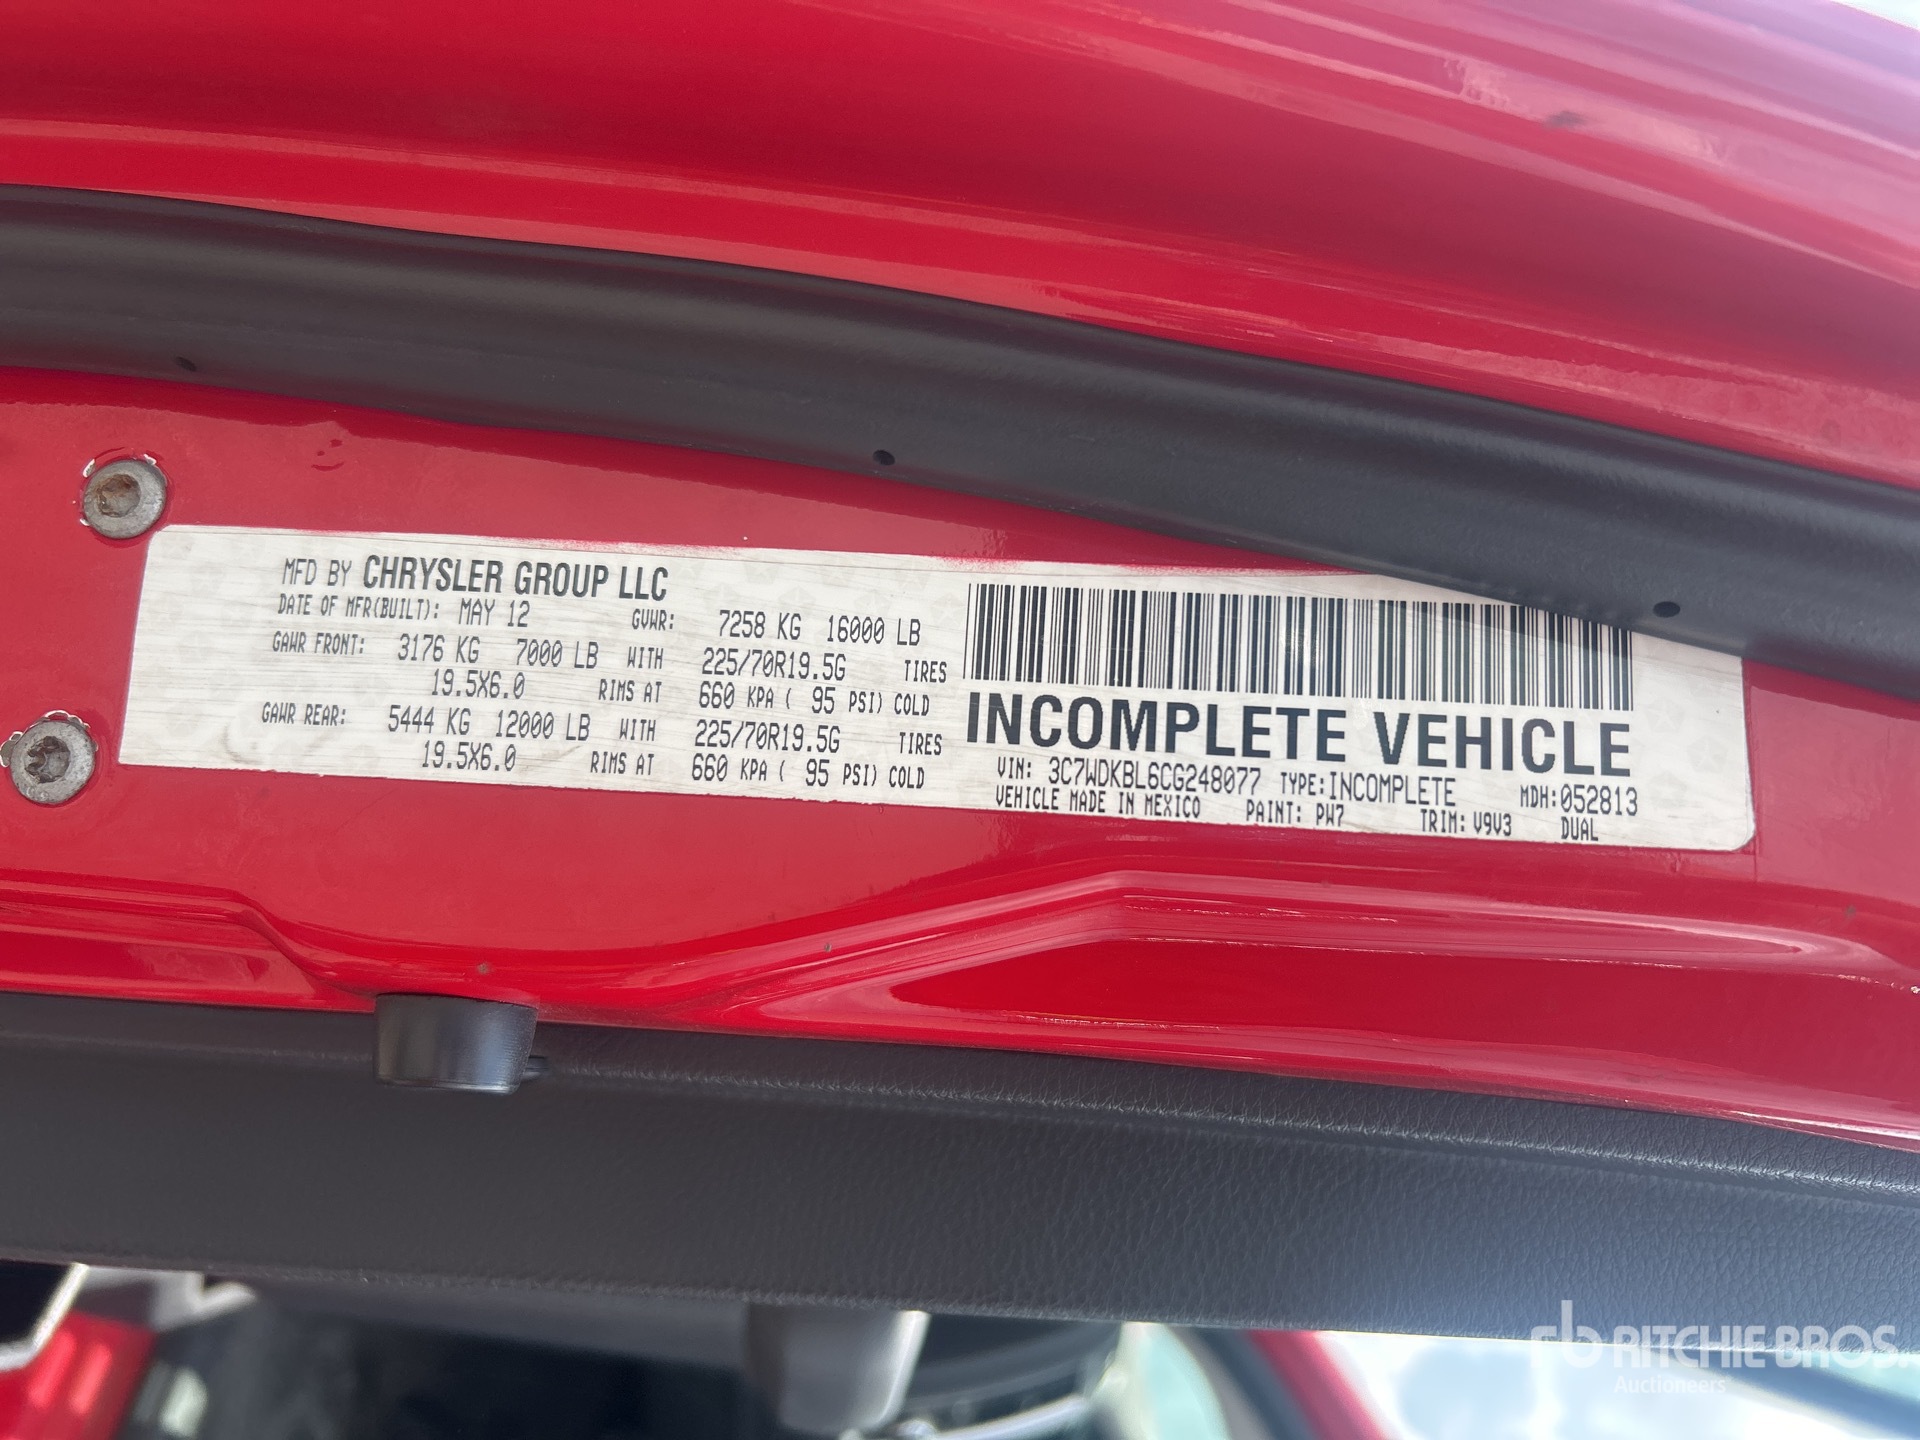 MFD BY CHRYSLER GROUP LLC
DATE OF MFR(BUILT): MAY 12 GVWR: 7258 KG 16000 LB
GAWR FRONT: 3176 KG 7000 LB WITH 225/70R19.5G TIRES
19.5X6.0 RIMS AT 660 KPA ( 95 PSI) COLD
GAWR REAR: 5444 KG 12000 LB WITH 225/70R19.5G TIRES
19.5X6.0 RIMS AT 660 KPA ( 95 PSI) COLD
INCOMPLETE VEHICLE
VIN: 3C7WDKBL6CG248077 TYPE:INCOMPLETE MDH:052813
VEHICLE MADE IN MEXICO PAINT: PW7 TRIM: V9V3 DUAL
rb RITCHIE BROS.
Auctioneers